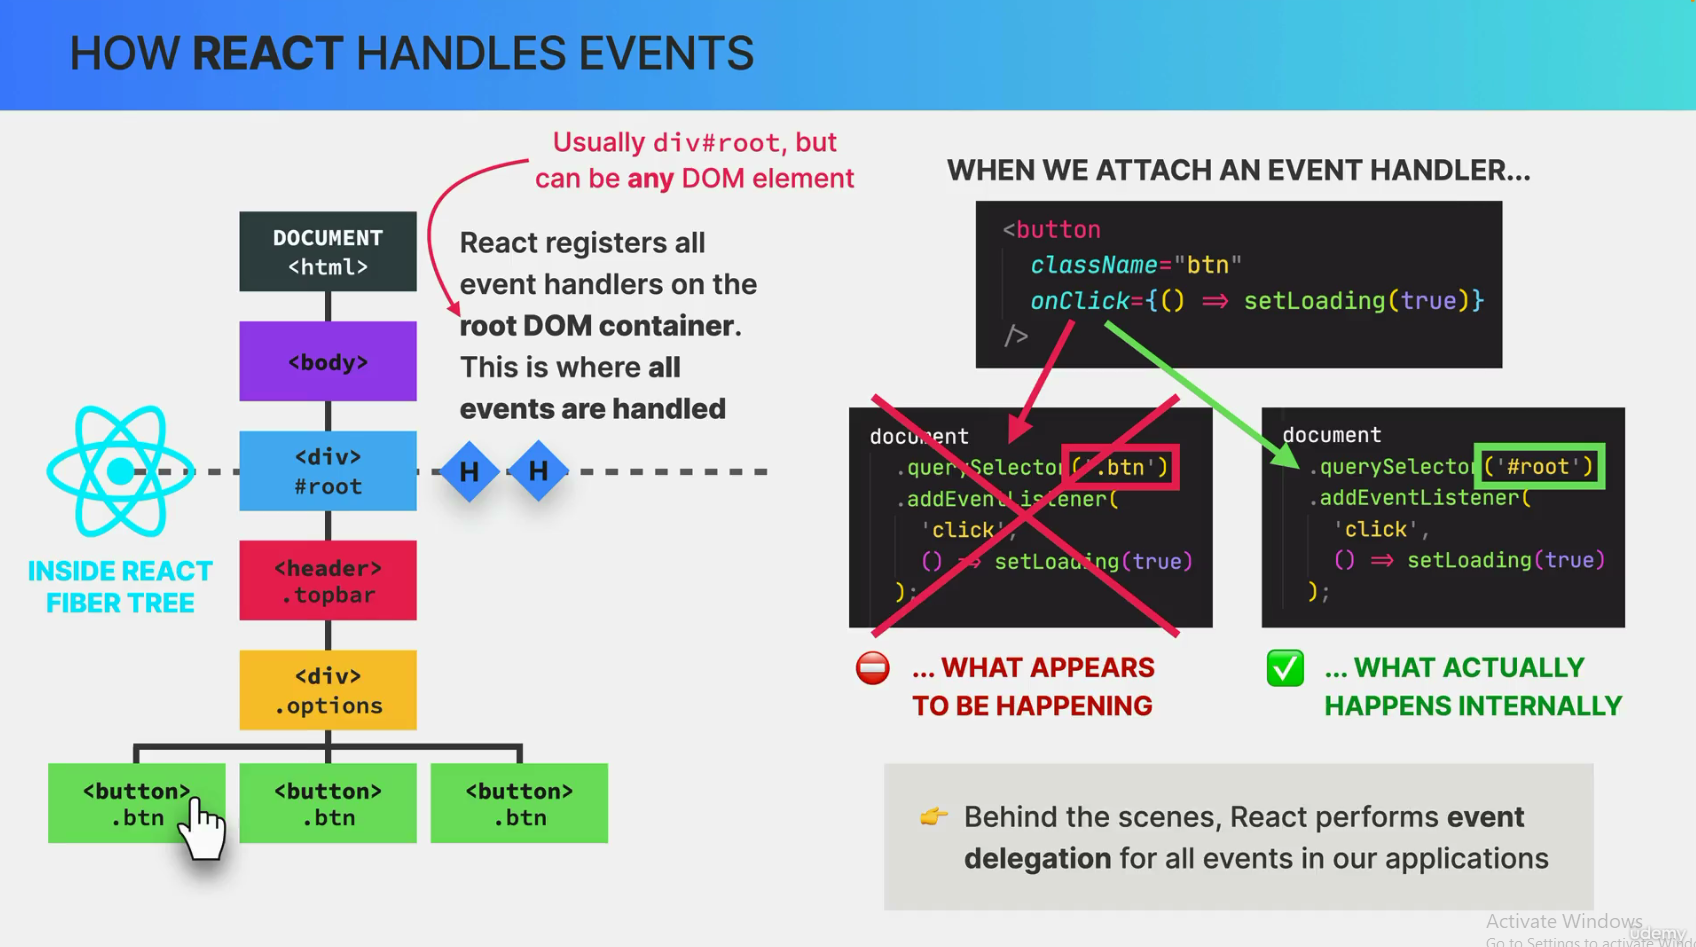 HOW REACT HANDLES EVENTS
Usually div#root, but
can be any DOM element
React registers all
event handlers on the
root DOM container.
This is where all
events are handled
DOCUMENT
<html>
<body>
<div>
#root
H
H
INSIDE REACT
FIBER TREE
<header>
.topbar
<div>
.options
<button>
.btn
<button>
.btn
<button>
.btn
WHEN WE ATTACH AN EVENT HANDLER...
<button
className="btn"
onClick={() => setLoading(true)}
/>
document
.querySelector('.btn')
.addEventListener(
'click',
() => setLoading(true)
);
... WHAT APPEARS
TO BE HAPPENING
document
.querySelector('#root')
.addEventListener(
'click',
() => setLoading(true)
);
... WHAT ACTUALLY
HAPPENS INTERNALLY
👉 Behind the scenes, React performs event
delegation for all events in our applications
Activate Windows
Go to Settings to activate Wind
udemy